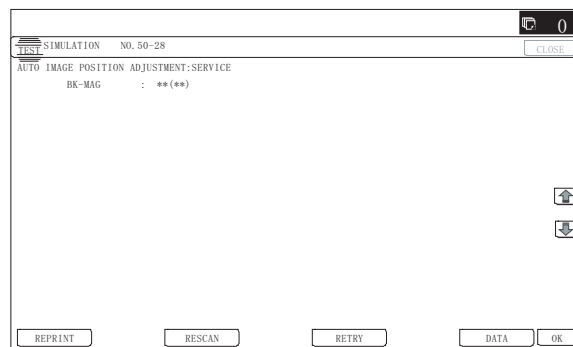 0
TEST SIMULATION NO.50-28 CLOSE
AUTO IMAGE POSITION ADJUSTMENT:SERVICE
BK-MAG : **(**)
REPRINT RESCAN RETRY DATA OK